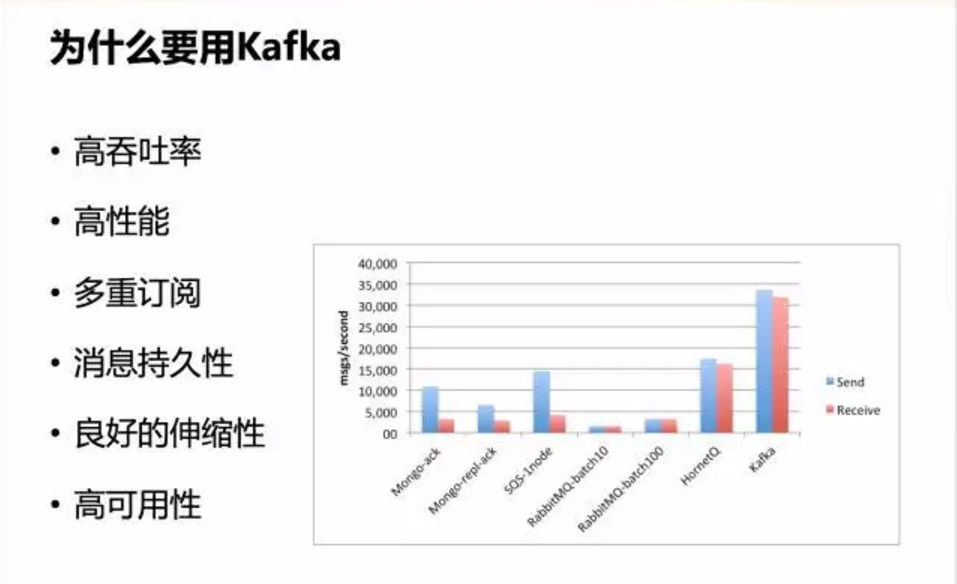 为什么要用Kafka
• 高吞吐率
• 高性能
• 多重订阅
• 消息持久性
• 良好的伸缩性
• 高可用性
40,000
35,000
30,000
25,000
20,000
15,000
10,000
5,000
00
msgs/second
Mongo-ack
Mongo-repl-ack
SQS-1node
RabbitMQ-batch10
RabbitMQ-batch100
HornetQ
Kafka
Send
Receive